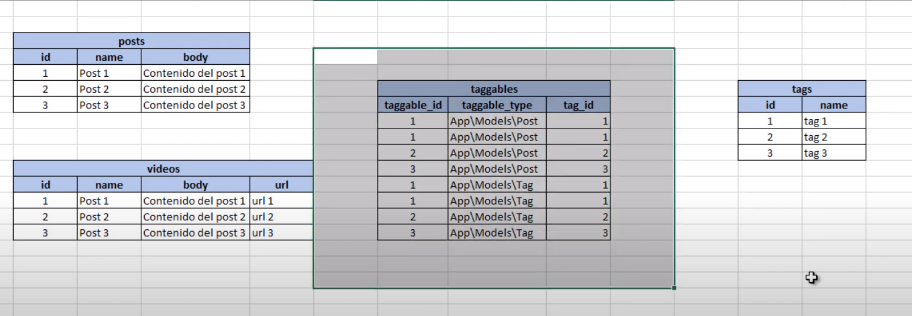 posts
id name body
1 Post 1 Contenido del post 1
2 Post 2 Contenido del post 2
3 Post 3 Contenido del post 3
videos
id name body url
1 Post 1 Contenido del post 1 url 1
2 Post 2 Contenido del post 2 url 2
3 Post 3 Contenido del post 3 url 3
taggables
taggable_id taggable_type tag_id
1 App\Models\Post 1
1 App\Models\Post 1
2 App\Models\Post 2
3 App\Models\Post 3
1 App\Models\Tag 1
1 App\Models\Tag 1
2 App\Models\Tag 2
3 App\Models\Tag 3
tags
id name
1 tag 1
2 tag 2
3 tag 3